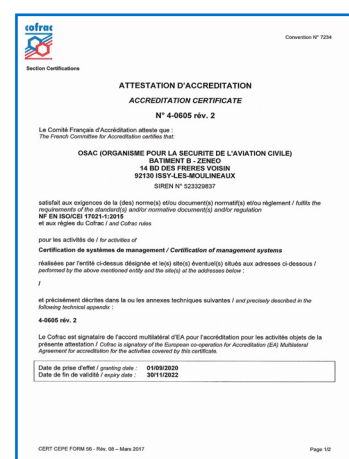 cofrac
Convention N° 7234
Section Certifications
ATTESTATION D'ACCREDITATION
ACCREDITATION CERTIFICATE
N° 4-0605 rév. 2
Le Comité Français d'Accréditation atteste que :
The French Committee for Accreditation certifies that:
OSAC (ORGANISME POUR LA SECURITE DE L'AVIATION CIVILE)
BATIMENT B - ZENEO
14 BD DES FRERES VOISIN
92130 ISSY-LES-MOULINEAUX
SIREN N° 523329837
satisfait aux exigences de la (des) norme(s) et/ou document(s) normatif(s) et/ou règlement / fulfils the
requirements of the standard(s) and/or normative document(s) and/or regulation
NF EN ISO/CEI 17021-1:2015
et aux règles du Cofrac / and Cofrac rules
pour les activités de / for activities of
Certification de systèmes de management / Certification of management systems
réalisées par l'entité ci-dessus désignée et le(s) site(s) éventuel(s) situés aux adresses ci-dessous /
performed by the above mentioned entity and the site(s) at the addresses below :
/
et précisément décrites dans la ou les annexes techniques suivantes / and precisely described in the
following technical appendix :
4-0605 rév. 2
Le Cofrac est signataire de l'accord multilatéral d'EA pour l'accréditation pour les activités objets de la
présente attestation / Cofrac is signatory of the European co-operation for Accreditation (EA) Multilateral
Agreement for accreditation for the activities covered by this certificate.
Date de prise d'effet / granting date : 01/09/2020
Date de fin de validité / expiry date : 30/11/2022
CERT CEPE FORM 56 - Rév. 08 – Mars 2017
Page 1/2